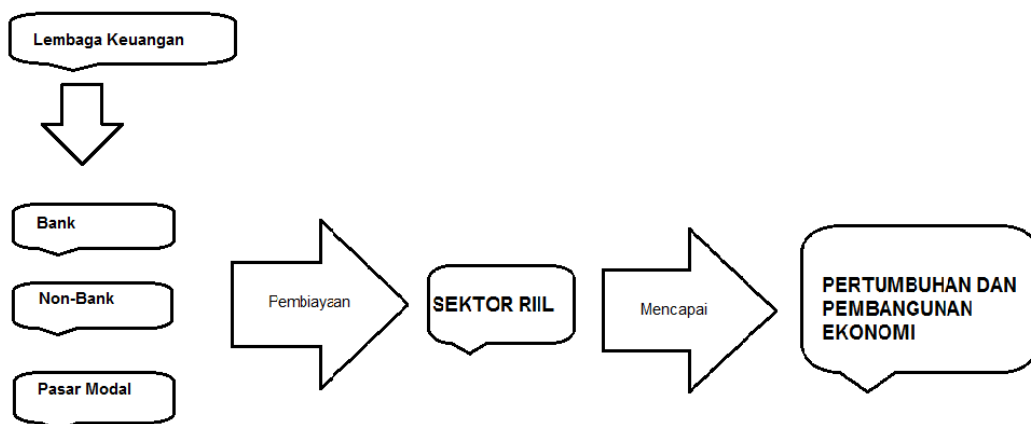 Lembaga Keuangan
Bank
Non-Bank
Pasar Modal
Pembiayaan
SEKTOR RIIL
Mencapai
PERTUMBUHAN DAN
PEMBANGUNAN
EKONOMI